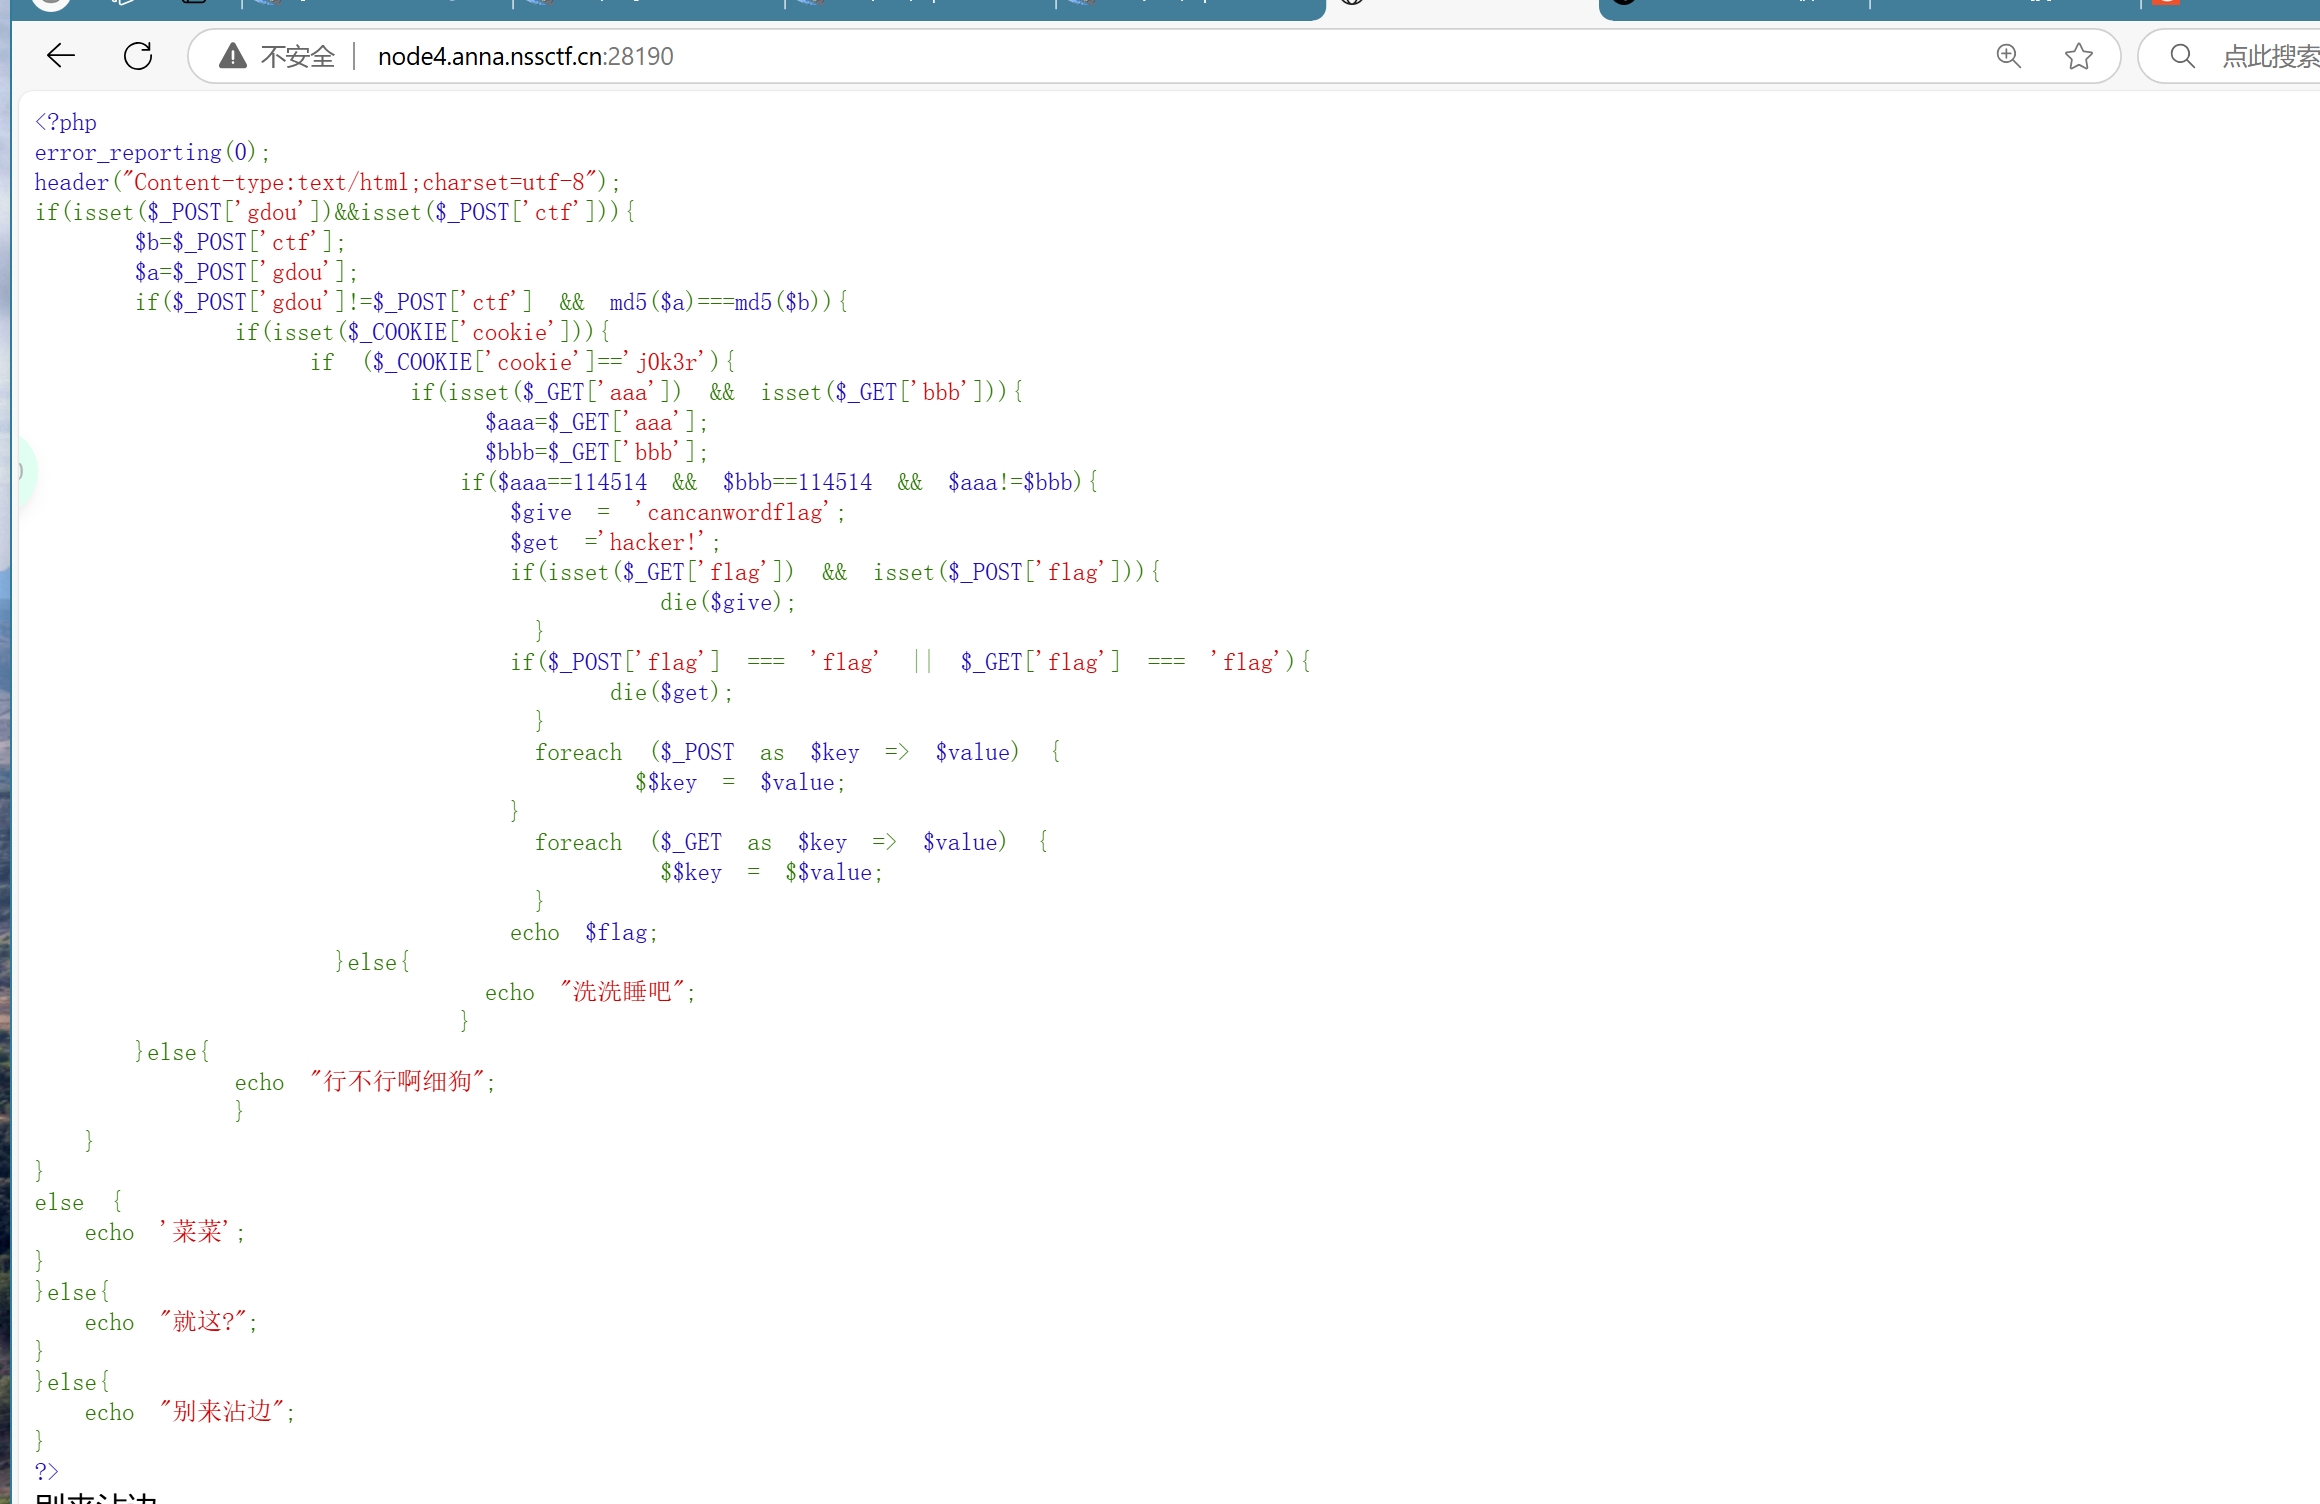 不安全 node4.anna.nssctf.cn:28190 点此搜索
<?php
error_reporting(0);
header("Content-type:text/html;charset=utf-8");
if(isset($_POST['gdou'])&&isset($_POST['ctf'])){
$b=$_POST['ctf'];
$a=$_POST['gdou'];
if($_POST['gdou']!=$_POST['ctf'] && md5($a)===md5($b)){
if(isset($_COOKIE['cookie'])){
if ($_COOKIE['cookie']=='j0k3r'){
if(isset($_GET['aaa']) && isset($_GET['bbb'])){
$aaa=$_GET['aaa'];
$bbb=$_GET['bbb'];
if($aaa==114514 && $bbb==114514 && $aaa!=$bbb){
$give = 'cancanwordflag';
$get ='hacker!';
if(isset($_GET['flag']) && isset($_POST['flag'])){
die($give);
}
if($_POST['flag'] === 'flag' || $_GET['flag'] === 'flag'){
die($get);
}
foreach ($_POST as $key => $value) {
$$key = $value;
}
foreach ($_GET as $key => $value) {
$$key = $$value;
}
echo $flag;
}else{
echo "洗洗睡吧";
}
}else{
echo "行不行啊细狗";
}
}
}
else {
echo '菜菜';
}
}else{
echo "就这?";
}
}else{
echo "别来沾边";
}
?>
别来沾边